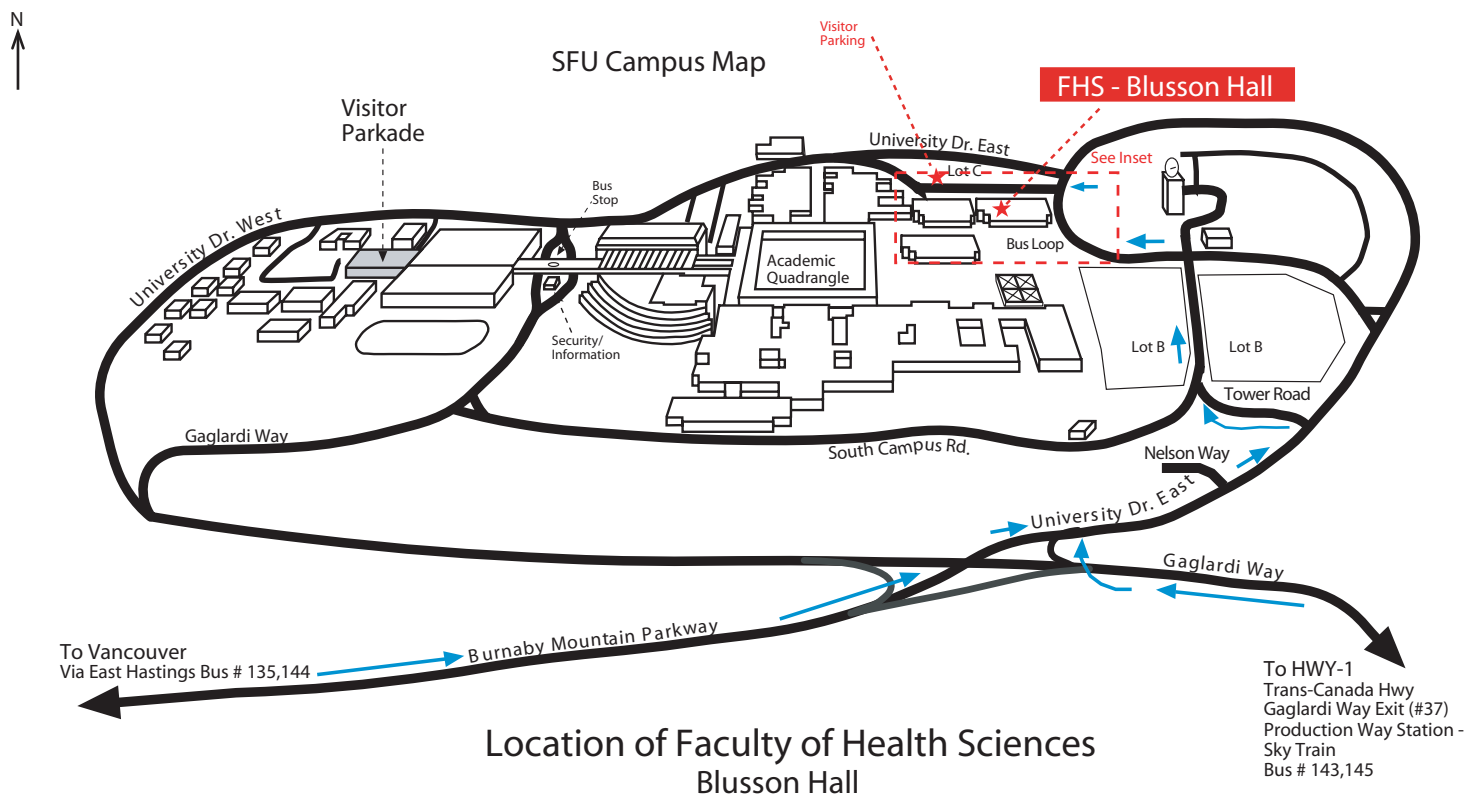 N
SFU Campus Map
Visitor
Parking
FHS - Blusson Hall
Visitor
Parkade
University Dr. East
See Inset
Lot C
Bus
Stop
University Dr. West
Bus Loop
Academic
Quadrangle
Security/
Information
Lot B
Lot B
Tower Road
Gaglardi Way
South Campus Rd.
Nelson Way
University Dr. East
Gaglardi Way
Burnaby Mountain Parkway
To Vancouver
Via East Hastings Bus # 135,144
To HWY-1
Trans-Canada Hwy
Gaglardi Way Exit (#37)
Production Way Station -
Sky Train
Bus # 143,145
Location of Faculty of Health Sciences
Blusson Hall